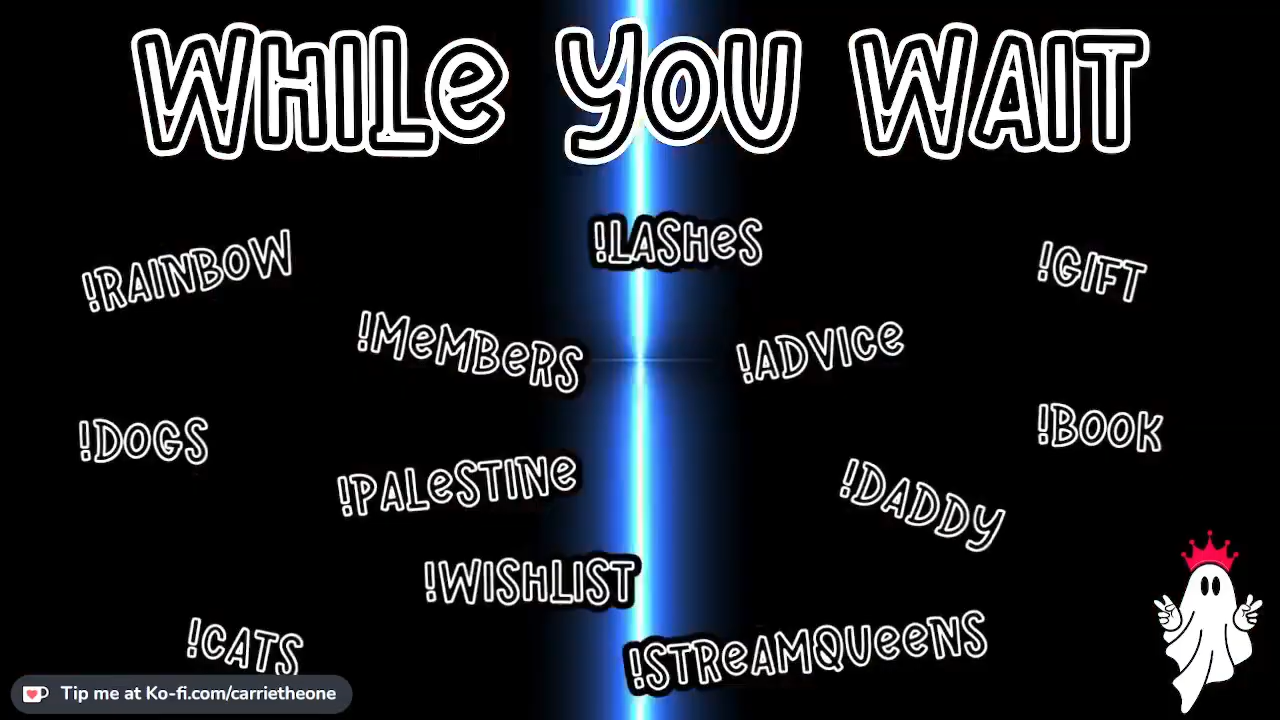 WHILe YOU WAIT
!RAINBOW
!LASHeS
!GIFT
!MeMBeRS
!ADVICe
!DOGS
!BOOK
!PALeSTINe
!DADDY
!WISHLIST
!CATS
!STReAMQUeeNS
Tip me at Ko-fi.com/carrietheone